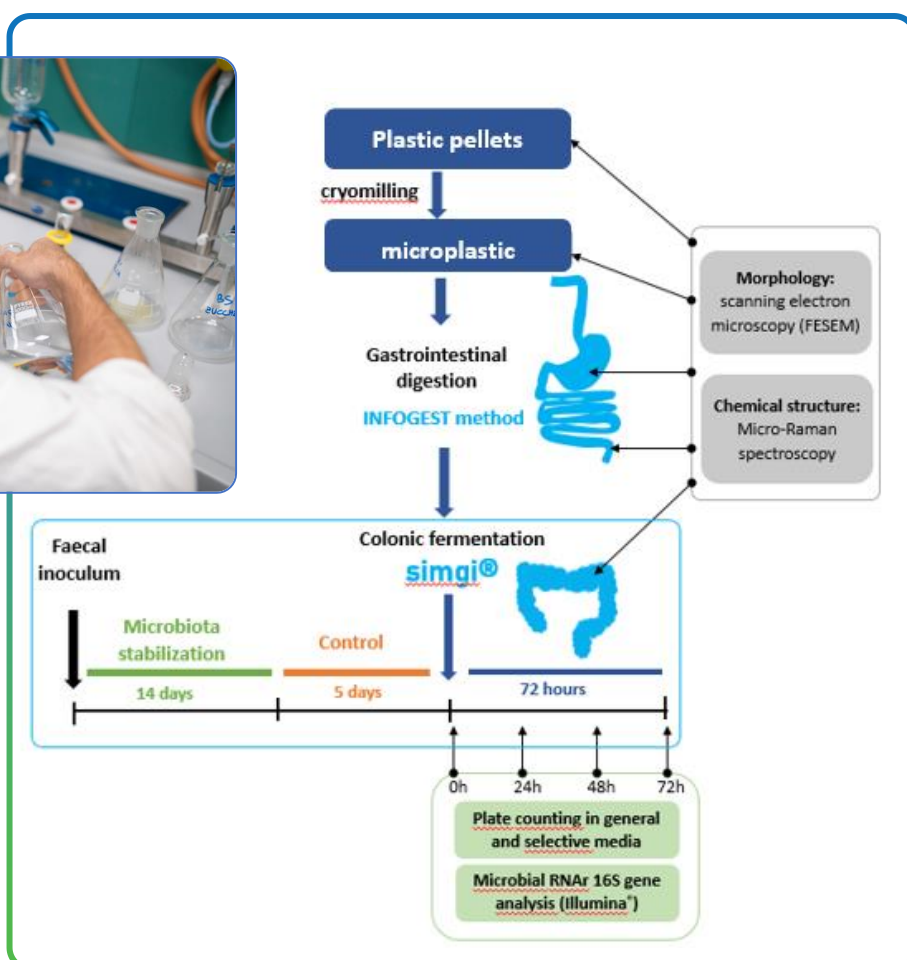 Plastic pellets
cryomilling
microplastic
Morphology:
scanning electron
microscopy (FESEM)
Gastrointestinal
digestion
INFOGEST method
Chemical structure:
Micro-Raman
spectroscopy
Faecal
inoculum
Colonic fermentation
simgi®
Microbiota
stabilization
Control
14 days
5 days
72 hours
0h
24h
48h
72h
Plate counting in general
and selective media
Microbial RNAr 16S gene
analysis (Illumina®)